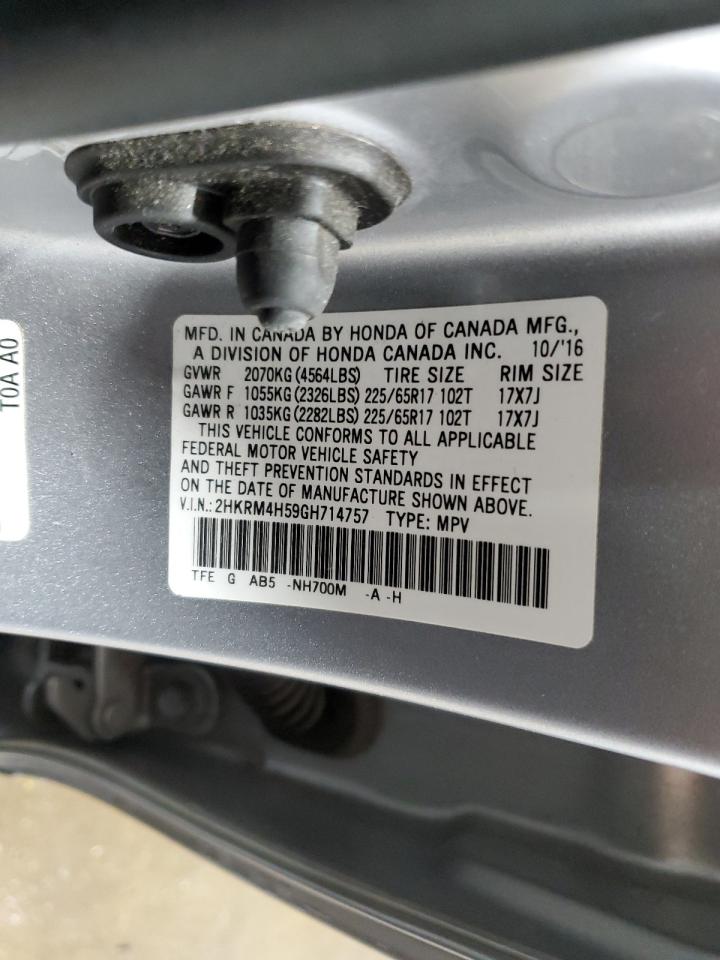 MFD. IN CANADA BY HONDA OF CANADA MFG.,
A DIVISION OF HONDA CANADA INC. 10/'16
GVWR 2070KG (4564LBS) TIRE SIZE RIM SIZE
GAWR F 1055KG (2326LBS) 225/65R17 102T 17X7J
GAWR R 1035KG (2282LBS) 225/65R17 102T 17X7J
THIS VEHICLE CONFORMS TO ALL APPLICABLE
FEDERAL MOTOR VEHICLE SAFETY
AND THEFT PREVENTION STANDARDS IN EFFECT
ON THE DATE OF MANUFACTURE SHOWN ABOVE.
V.I.N.: 2HKRM4H59GH714757 TYPE: MPV
TFE G AB5 -NH700M -A -H
T0A A0